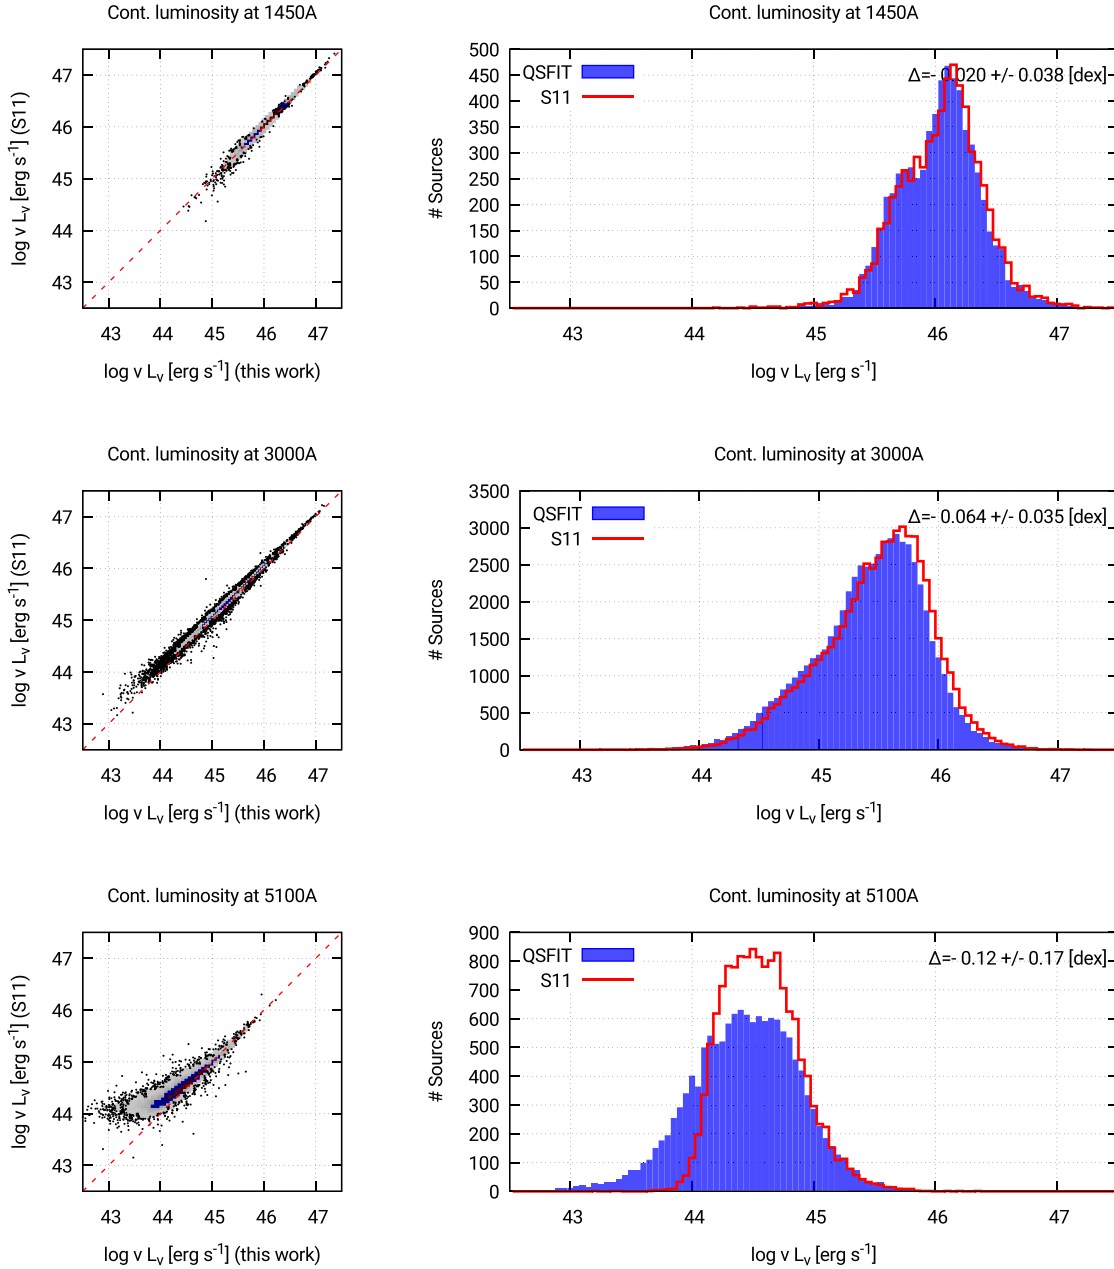 Cont. luminosity at 1450A
47
46
45
44
43
43 44 45 46 47
log ν Lν [erg s-1] (S11)
log ν Lν [erg s-1] (this work)
Cont. luminosity at 1450A
500
450
400
350
300
250
200
150
100
50
0
QSFIT
S11
Δ=- 0.020 +/- 0.038 [dex]
# Sources
43 44 45 46 47
log ν Lν [erg s-1]
Cont. luminosity at 3000A
47
46
45
44
43
43 44 45 46 47
log ν Lν [erg s-1] (S11)
log ν Lν [erg s-1] (this work)
Cont. luminosity at 3000A
3500
3000
2500
2000
1500
1000
500
0
QSFIT
S11
Δ=- 0.064 +/- 0.035 [dex]
# Sources
43 44 45 46 47
log ν Lν [erg s-1]
Cont. luminosity at 5100A
47
46
45
44
43
43 44 45 46 47
log ν Lν [erg s-1] (S11)
log ν Lν [erg s-1] (this work)
Cont. luminosity at 5100A
900
800
700
600
500
400
300
200
100
0
QSFIT
S11
Δ=- 0.12 +/- 0.17 [dex]
# Sources
43 44 45 46 47
log ν Lν [erg s-1]